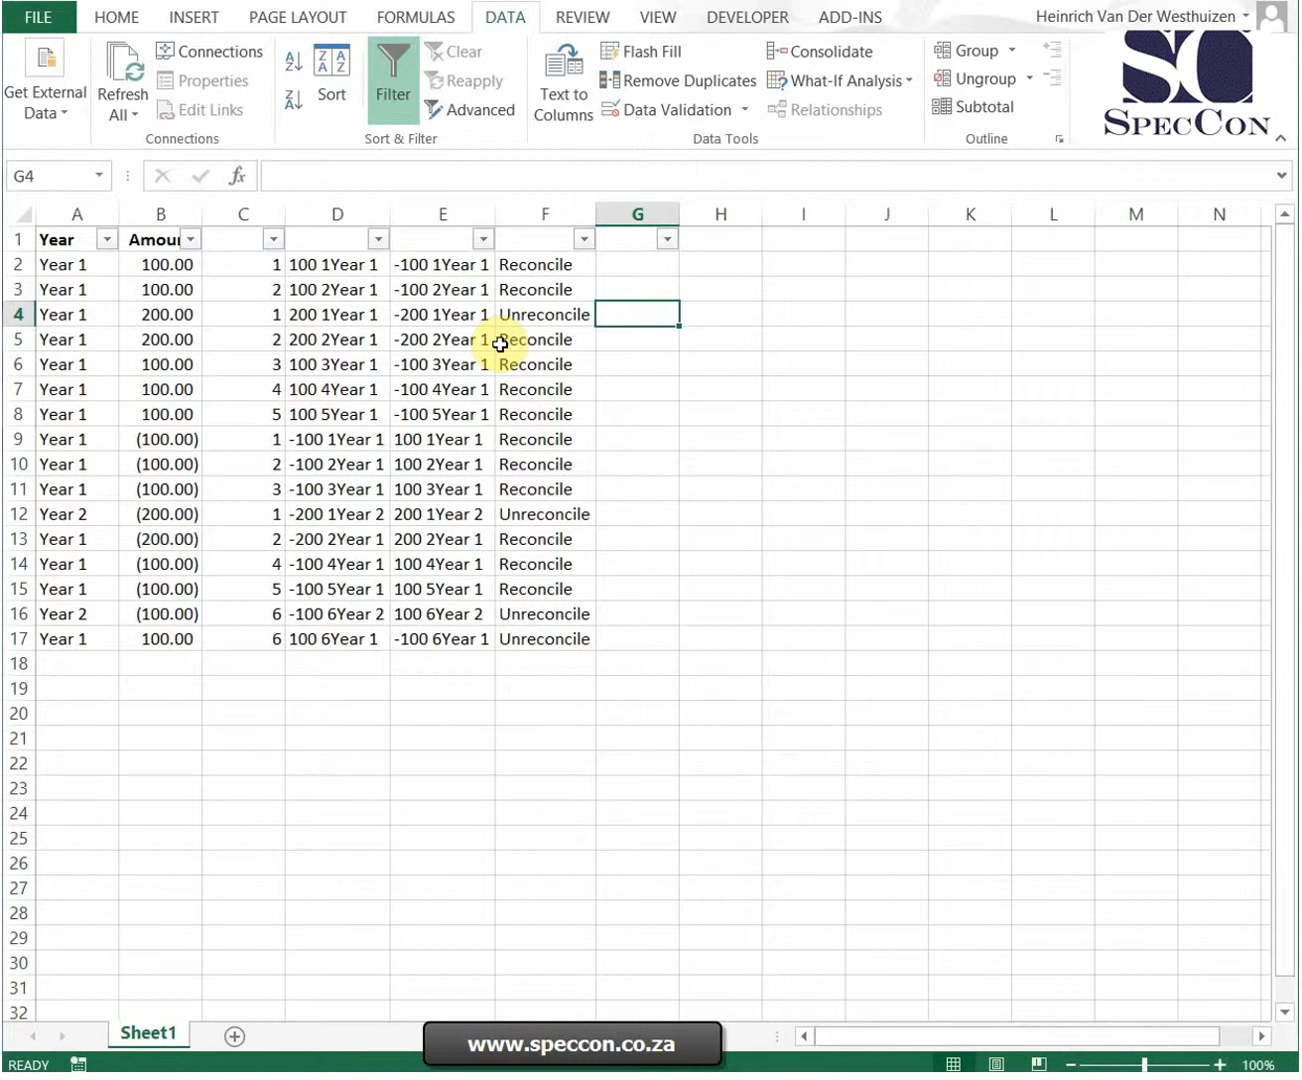 FILE HOME INSERT PAGE LAYOUT FORMULAS DATA REVIEW VIEW DEVELOPER ADD-INS Heinrich Van Der Westhuizen
Get External Data
Refresh All
Connections
Properties
Edit Links
Connections
Sort
Filter
Clear
Reapply
Advanced
Sort & Filter
Text to Columns
Flash Fill
Remove Duplicates
Data Validation
Consolidate
What-If Analysis
Relationships
Data Tools
Group
Ungroup
Subtotal
Outline
SC
SPECCON
G4 fx
A B C D E F G H I J K L M N
1 Year Amou
2 Year 1 100.00 1 100 1Year 1 -100 1Year 1 Reconcile
3 Year 1 100.00 2 100 2Year 1 -100 2Year 1 Reconcile
4 Year 1 200.00 1 200 1Year 1 -200 1Year 1 Unreconcile
5 Year 1 200.00 2 200 2Year 1 -200 2Year 1 Reconcile
6 Year 1 100.00 3 100 3Year 1 -100 3Year 1 Reconcile
7 Year 1 100.00 4 100 4Year 1 -100 4Year 1 Reconcile
8 Year 1 100.00 5 100 5Year 1 -100 5Year 1 Reconcile
9 Year 1 (100.00) 1 -100 1Year 1 100 1Year 1 Reconcile
10 Year 1 (100.00) 2 -100 2Year 1 100 2Year 1 Reconcile
11 Year 1 (100.00) 3 -100 3Year 1 100 3Year 1 Reconcile
12 Year 2 (200.00) 1 -200 1Year 2 200 1Year 2 Unreconcile
13 Year 1 (200.00) 2 -200 2Year 1 200 2Year 1 Reconcile
14 Year 1 (100.00) 4 -100 4Year 1 100 4Year 1 Reconcile
15 Year 1 (100.00) 5 -100 5Year 1 100 5Year 1 Reconcile
16 Year 2 (100.00) 6 -100 6Year 2 100 6Year 2 Unreconcile
17 Year 1 100.00 6 100 6Year 1 -100 6Year 1 Unreconcile
18
19
20
21
22
23
24
25
26
27
28
29
30
31
32
Sheet1
www.speccon.co.za
READY 100%